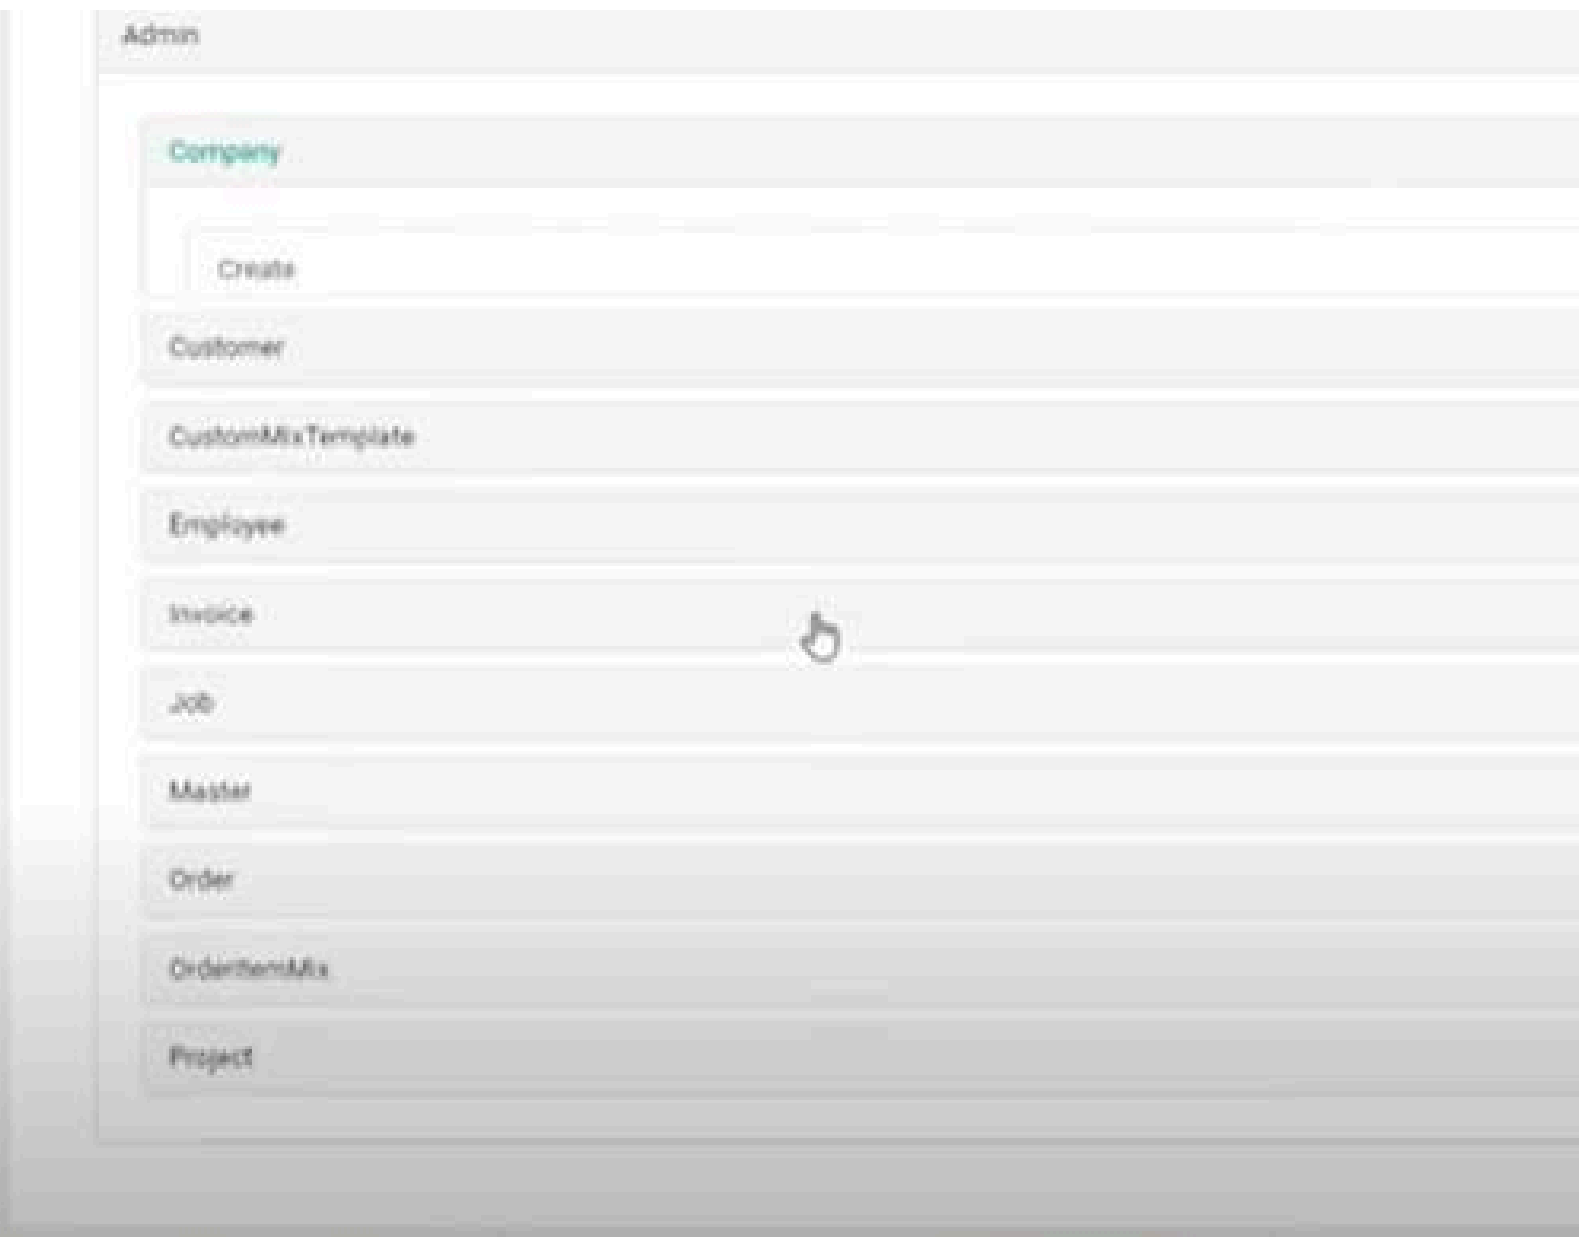 Admin
Company
Create
Customer
CustomMixTemplate
Employee
Invoice
Job
Master
Order
OrderItemMix
Project